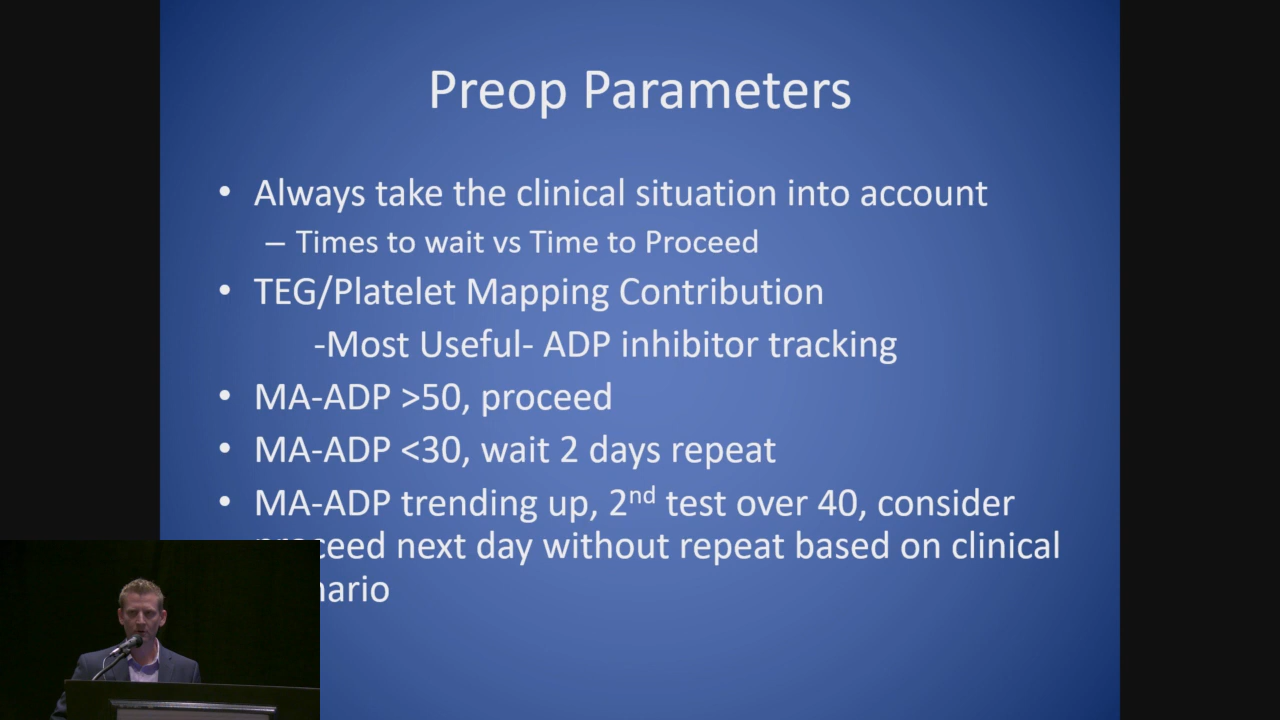 Preop Parameters
• Always take the clinical situation into account
– Times to wait vs Time to Proceed
• TEG/Platelet Mapping Contribution
-Most Useful- ADP inhibitor tracking
• MA-ADP >50, proceed
• MA-ADP <30, wait 2 days repeat
• MA-ADP trending up, 2nd test over 40, consider
proceed next day without repeat based on clinical